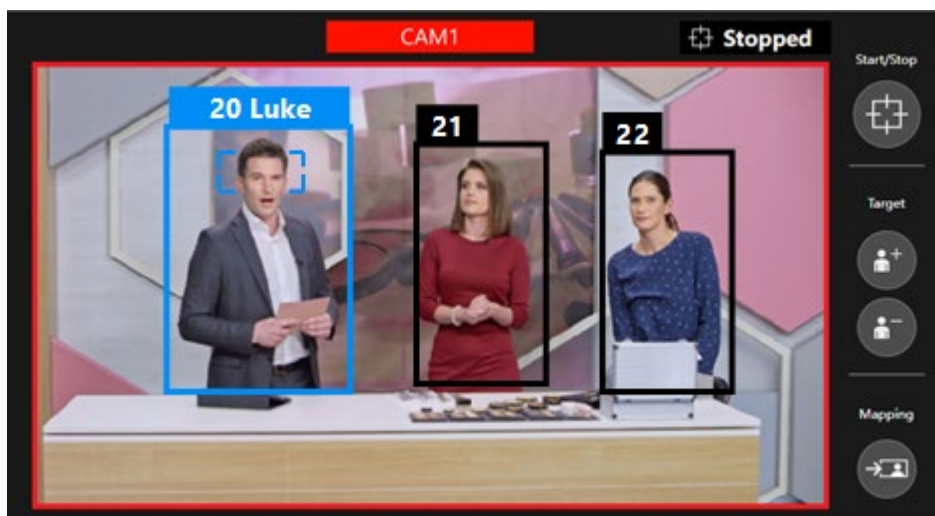 CAM1
Stopped
Start/Stop
20 Luke
21
22
Target
Mapping